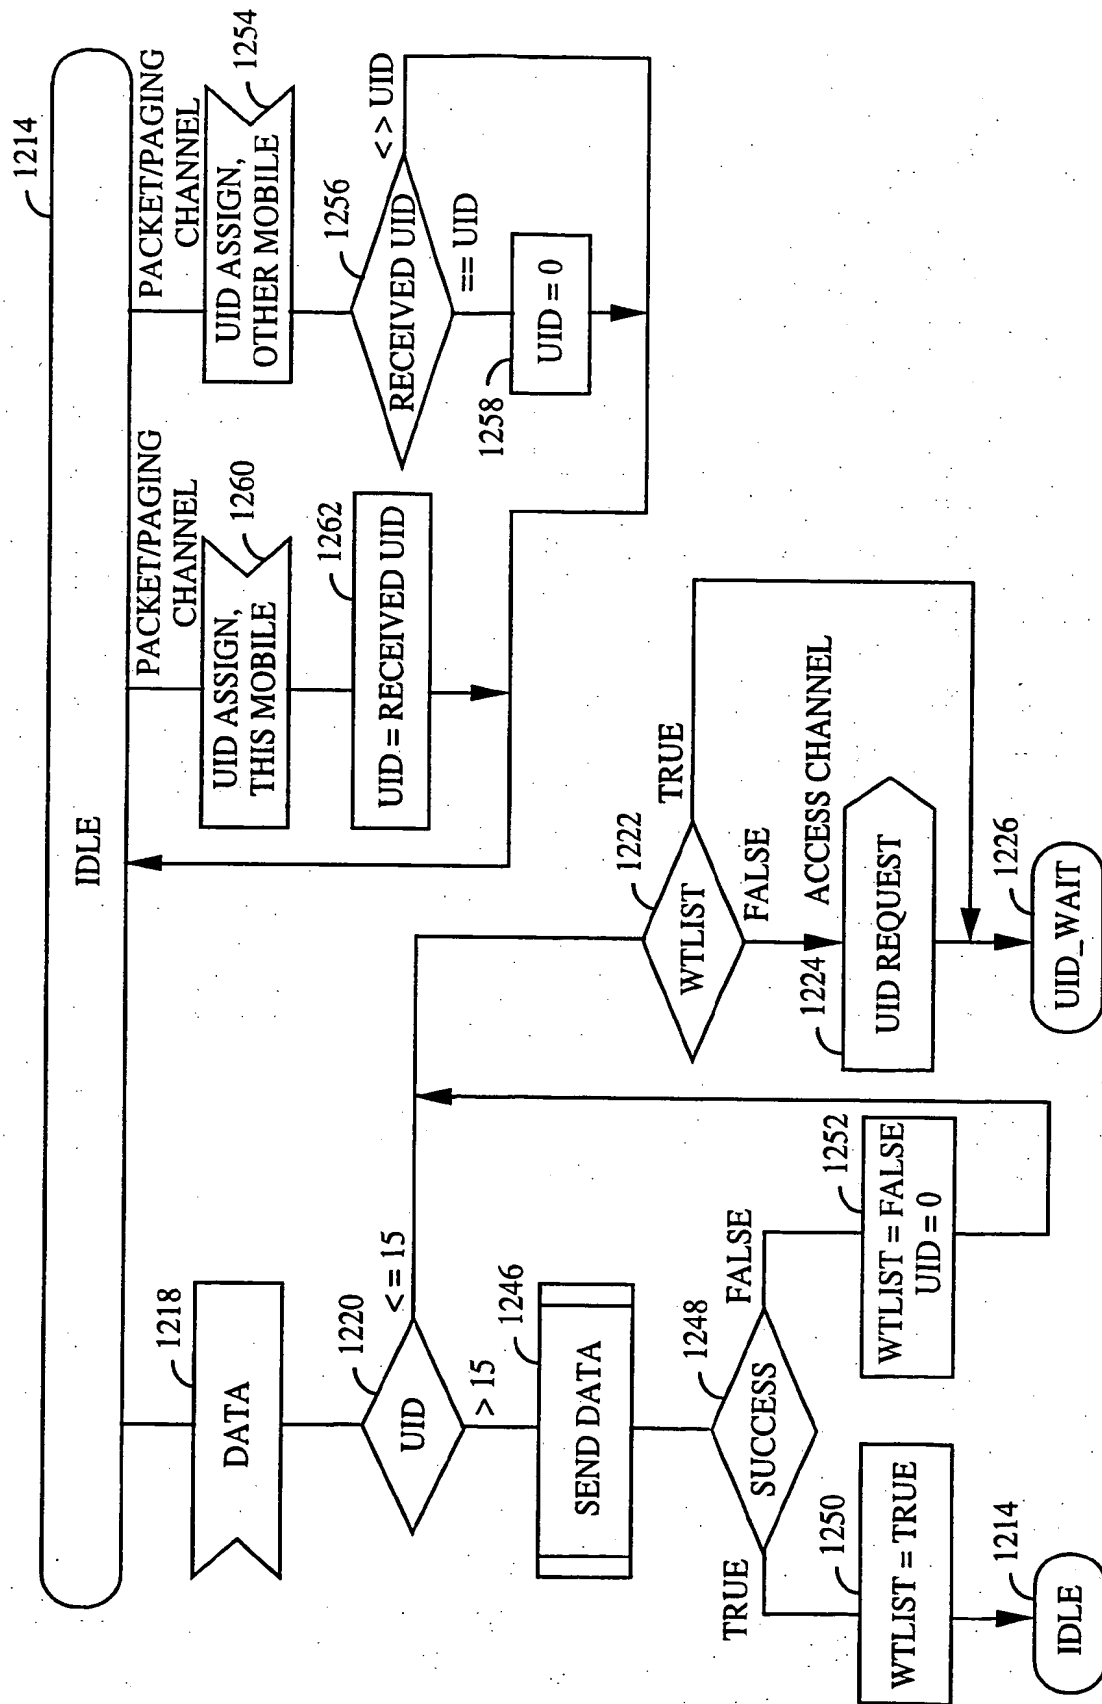 1214
IDLE
PACKET/PAGING
CHANNEL
PACKET/PAGING
CHANNEL
1218
DATA
1260
UID ASSIGN,
THIS MOBILE
1254
UID ASSIGN,
OTHER MOBILE
1220
UID
< = 15
> 15
1262
UID = RECEIVED UID
1256
RECEIVED UID
< > UID
== UID
1258
UID = 0
1246
SEND DATA
1222
WTLIST
TRUE
FALSE
ACCESS CHANNEL
1248
SUCCESS
TRUE
FALSE
1224
UID REQUEST
1250
WTLIST = TRUE
1252
WTLIST = FALSE
UID = 0
1214
IDLE
1226
UID_WAIT